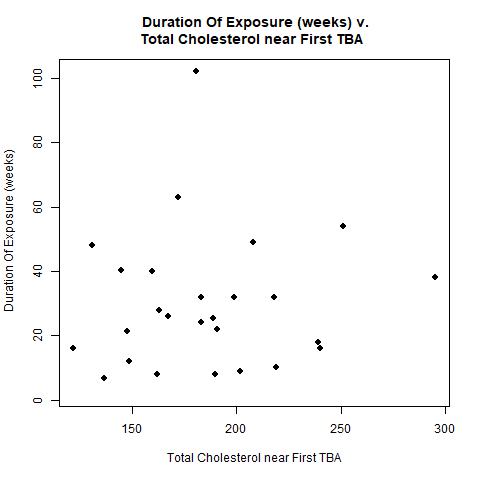 Duration Of Exposure (weeks) v.
Total Cholesterol near First TBA
Duration Of Exposure (weeks)
100
80
60
40
20
0
150 200 250 300
Total Cholesterol near First TBA